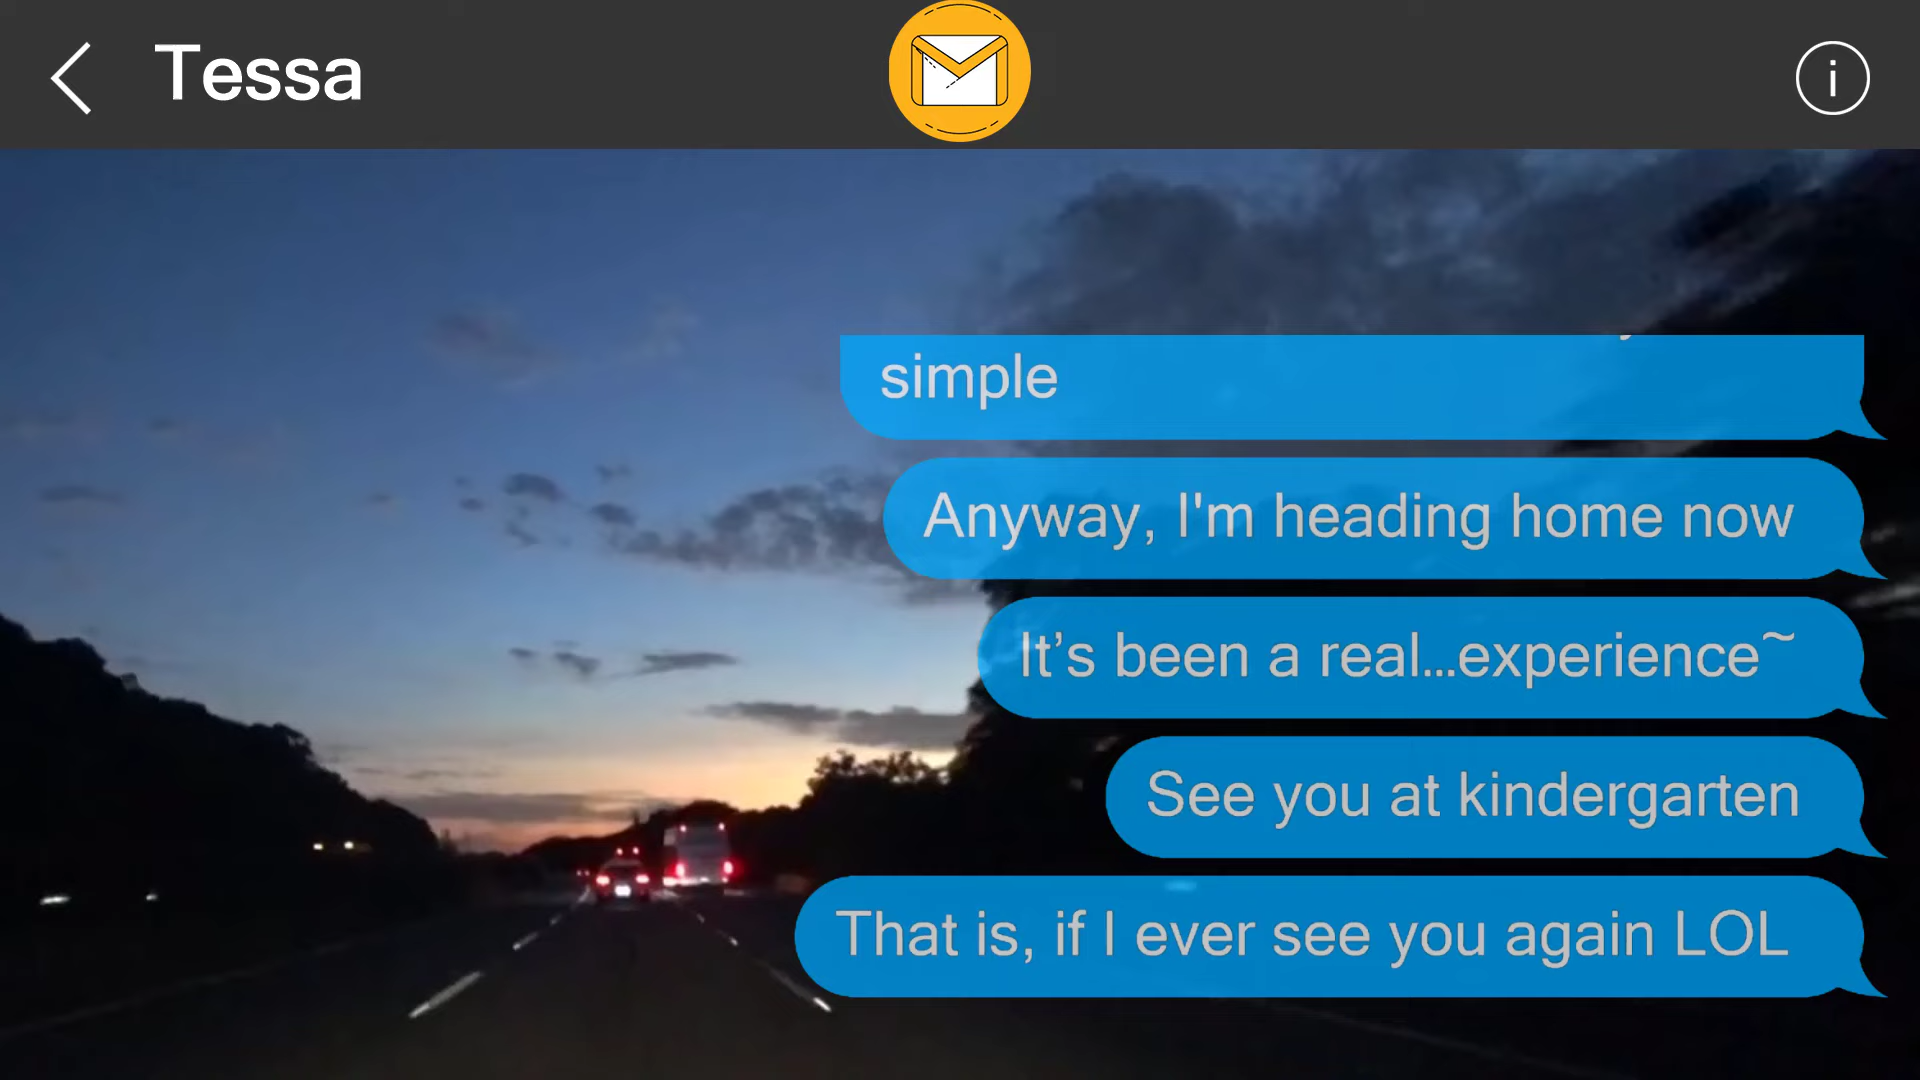 Tessa
i
simple
Anyway, I'm heading home now
It’s been a real...experience~
See you at kindergarten
That is, if I ever see you again LOL